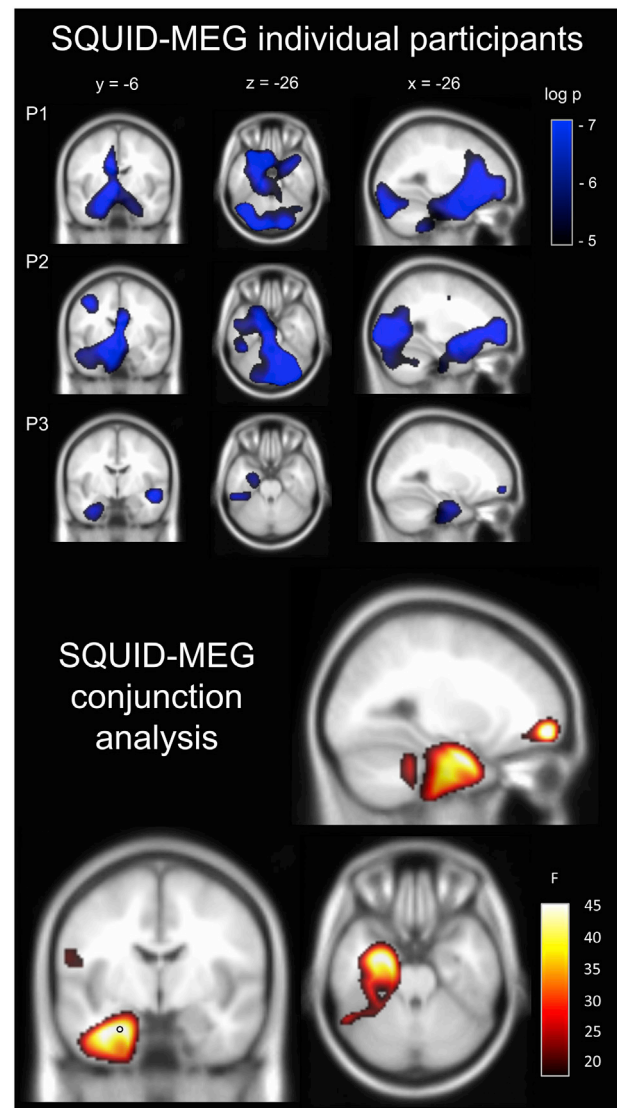 SQUID-MEG individual participants
y = -6
z = -26
x = -26
log p
P1
- 7
- 6
- 5
P2
P3
SQUID-MEG
conjunction
analysis
F
45
40
35
30
25
20